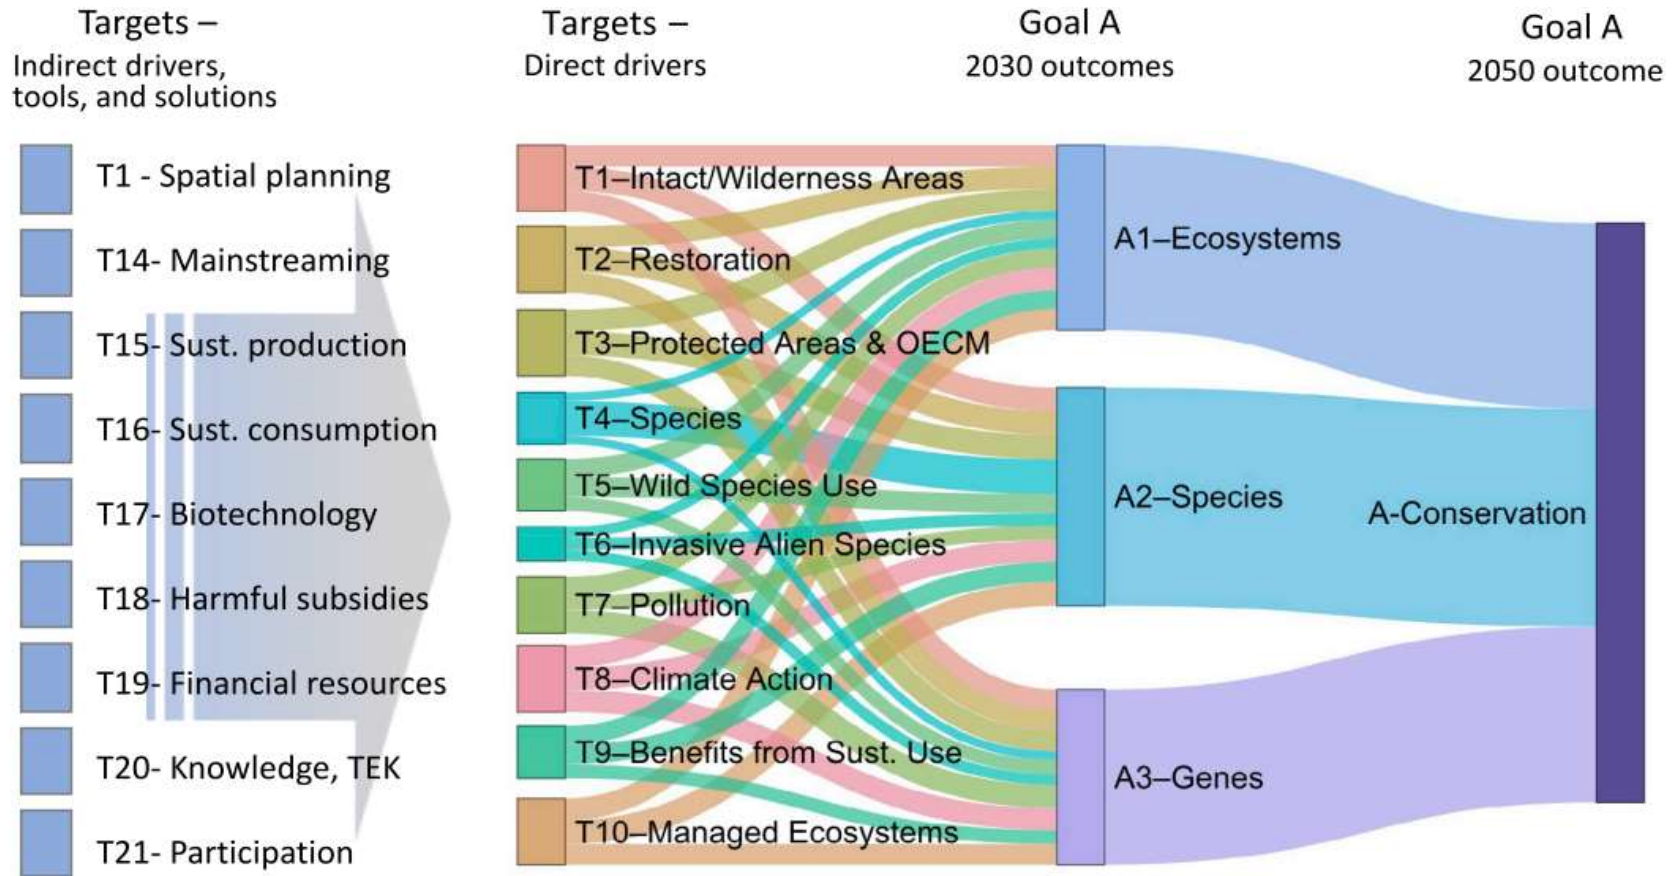 Targets –
Indirect drivers,
tools, and solutions
T1 - Spatial planning
T14- Mainstreaming
T15- Sust. production
T16- Sust. consumption
T17- Biotechnology
T18- Harmful subsidies
T19- Financial resources
T20- Knowledge, TEK
T21- Participation
Targets –
Direct drivers
T1–Intact/Wilderness Areas
T2–Restoration
T3–Protected Areas & OECM
T4–Species
T5–Wild Species Use
T6–Invasive Alien Species
T7–Pollution
T8–Climate Action
T9–Benefits from Sust. Use
T10–Managed Ecosystems
Goal A
2030 outcomes
A1–Ecosystems
A2–Species
A3–Genes
Goal A
2050 outcome
A-Conservation